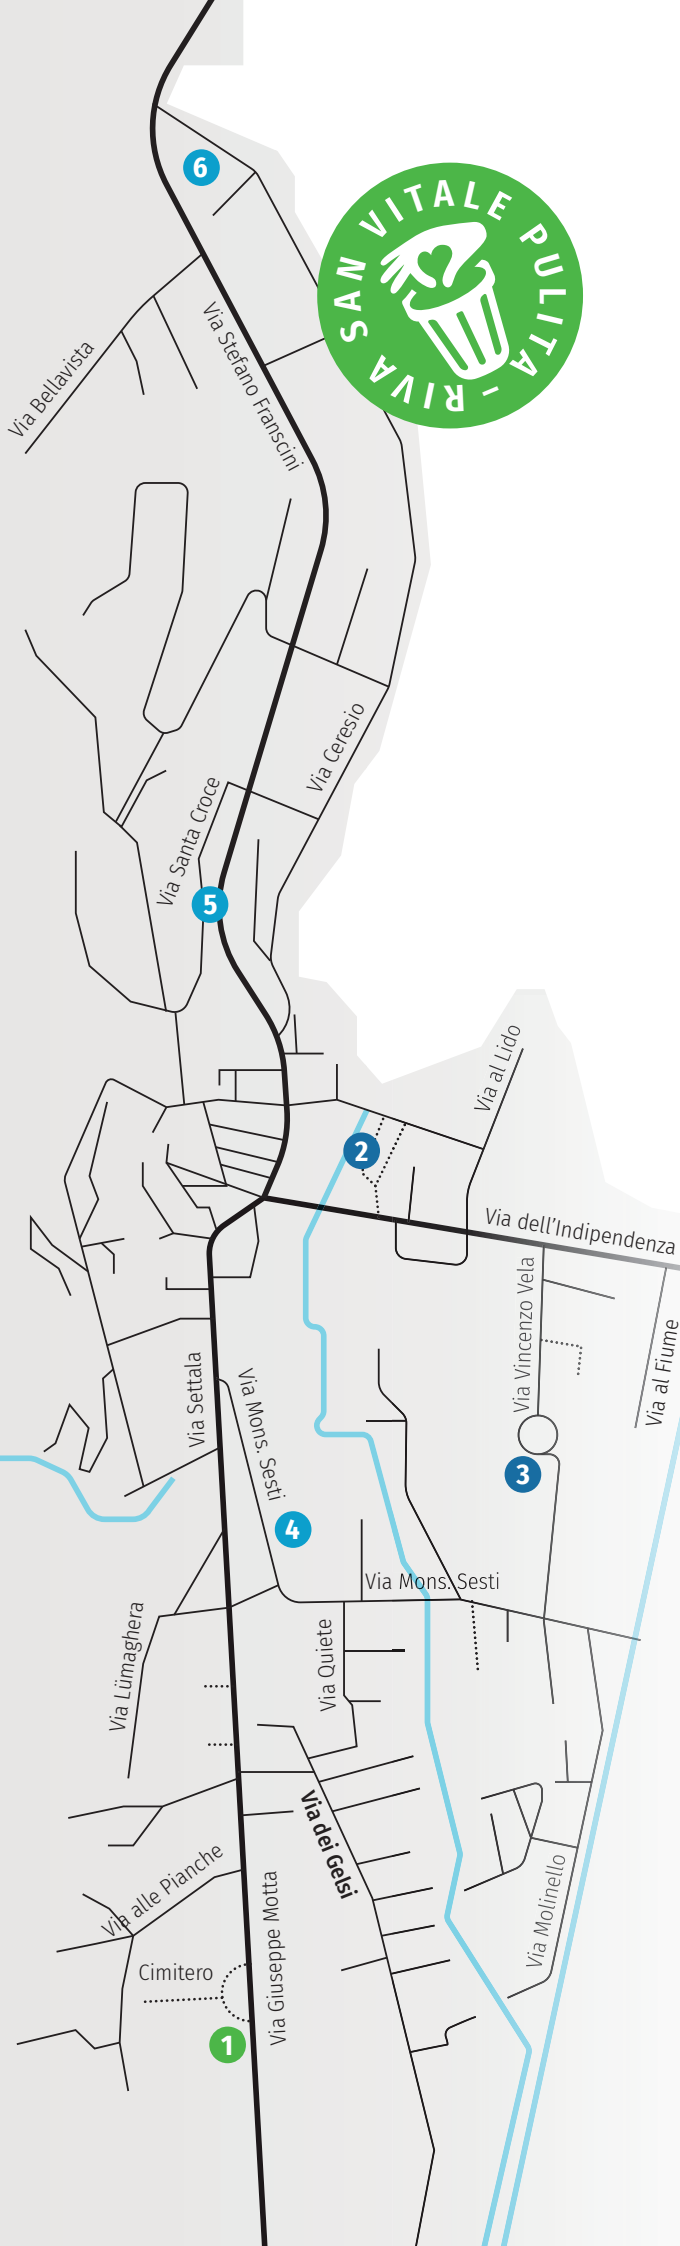 6
RIVA SAN VITALE PULITA –
Via Bellavista
Via Stefano Franscini
Via Ceresio
Via Santa Croce
5
Via al Lido
2
Via dell'Indipendenza
Via Vincenzo Vela
Via al Fiume
Via Settala
Via Mons. Sesti
3
4
Via Mons. Sesti
Via Lümaghera
Via Quiete
Via dei Gelsi
Via alle Pianche
Via Molinello
Via Giuseppe Motta
Cimitero
1